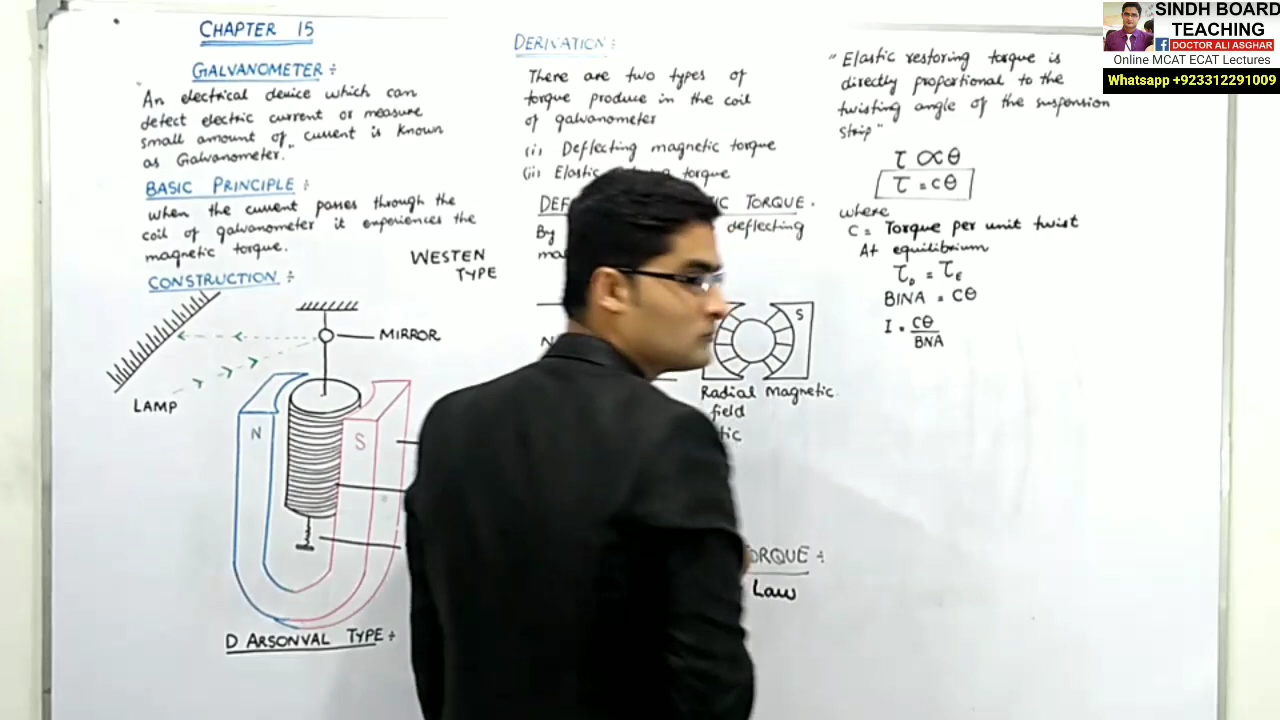 CHAPTER 15
GALVANOMETER ÷
"An electrical device which can
detect electric current or measure
small amount of current is known
as Galvanometer."
BASIC PRINCIPLE ÷
When the current passes through the
coil of galvanometer it experiences the
magnetic torque.
CONSTRUCTION ÷
WESTEN
TYPE
MIRROR
LAMP
N
S
D ARSONVAL TYPE ÷
DERIVATION ÷
There are two types of
torque produce in the coil
of galvanometer
(i) Deflecting magnetic torque
(ii) Elastic torque
TORQUE.
By deflecting
N
S
Radial Magnetic
field
ORQUE ÷
Law
"Elastic restoring torque is
directly proportional to the
twisting angle of the suspension
strip"
τ ∝ θ
τ = cθ
where
C = Torque per unit twist
At equilibrium
τD = τE
BINA = Cθ
I = Cθ/BNA
SINDH BOARD
TEACHING
f DOCTOR ALI ASGHAR
Online MCAT ECAT Lectures
Whatsapp +923312291009